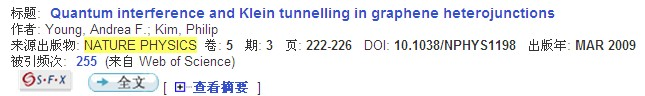 标题: Quantum interference and Klein tunnelling in graphene heterojunctions
作者: Young, Andrea F.; Kim, Philip
来源出版物: NATURE PHYSICS 卷: 5 期: 3 页: 222-226 DOI: 10.1038/NPHYS1198 出版年: MAR 2009
被引频次: 255 (来自 Web of Science)
S·F·X 全文 [ 查看摘要 ]